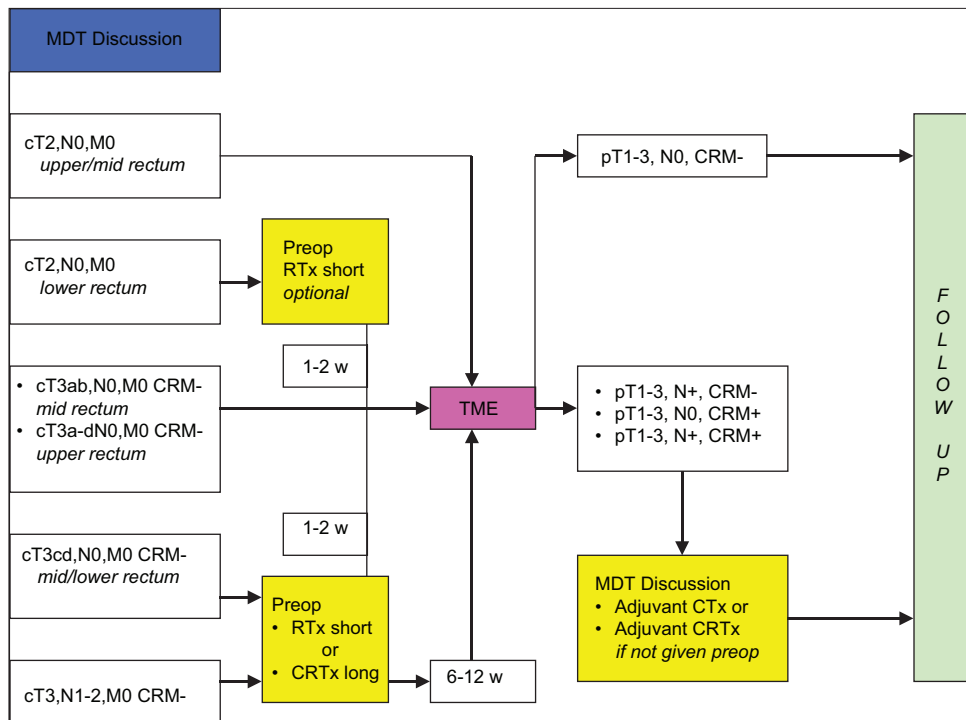 MDT Discussion
cT2,N0,M0
upper/mid rectum
cT2,N0,M0
lower rectum
• cT3ab,N0,M0 CRM-
mid rectum
• cT3a-dN0,M0 CRM-
upper rectum
cT3cd,N0,M0 CRM-
mid/lower rectum
cT3,N1-2,M0 CRM-
Preop
RTx short
optional
1-2 w
1-2 w
Preop
• RTx short
or
• CRTx long
6-12 w
TME
pT1-3, N0, CRM-
• pT1-3, N+, CRM-
• pT1-3, N0, CRM+
• pT1-3, N+, CRM+
MDT Discussion
• Adjuvant CTx or
• Adjuvant CRTx
if not given preop
F
O
L
L
O
W
U
P